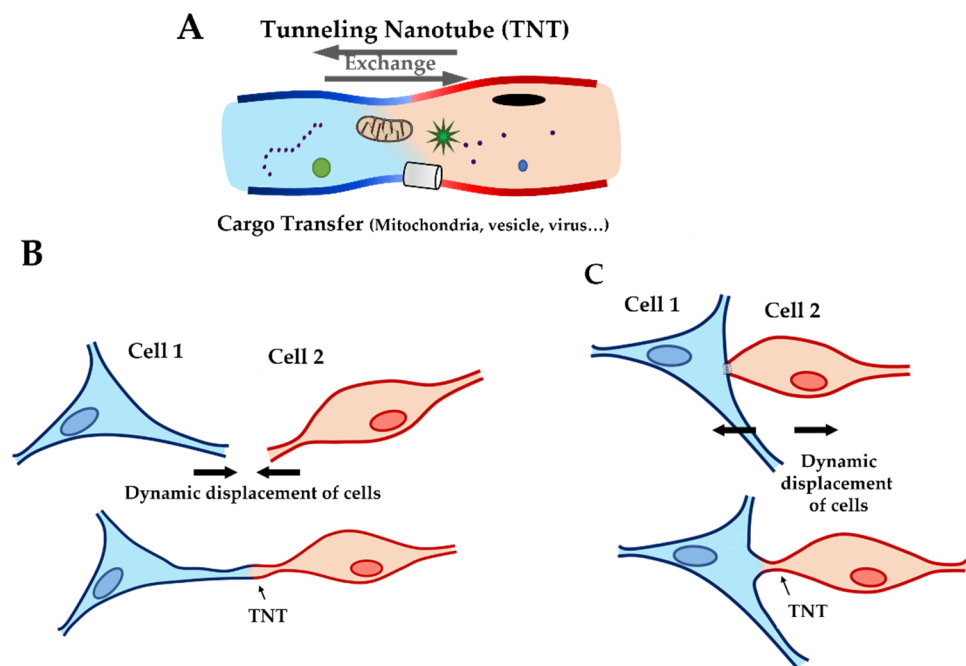 A
Tunneling Nanotube (TNT)
Exchange
Cargo Transfer (Mitochondria, vesicle, virus...)
B
Cell 1
Cell 2
Dynamic displacement of cells
TNT
C
Cell 1
Cell 2
Dynamic
displacement
of cells
TNT